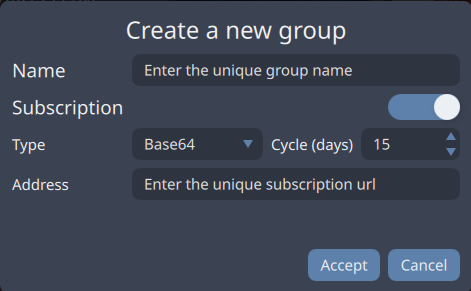 Create a new group
Name Enter the unique group name
Subscription
Type Base64 Cycle (days) 15
Address Enter the unique subscription url
Accept Cancel